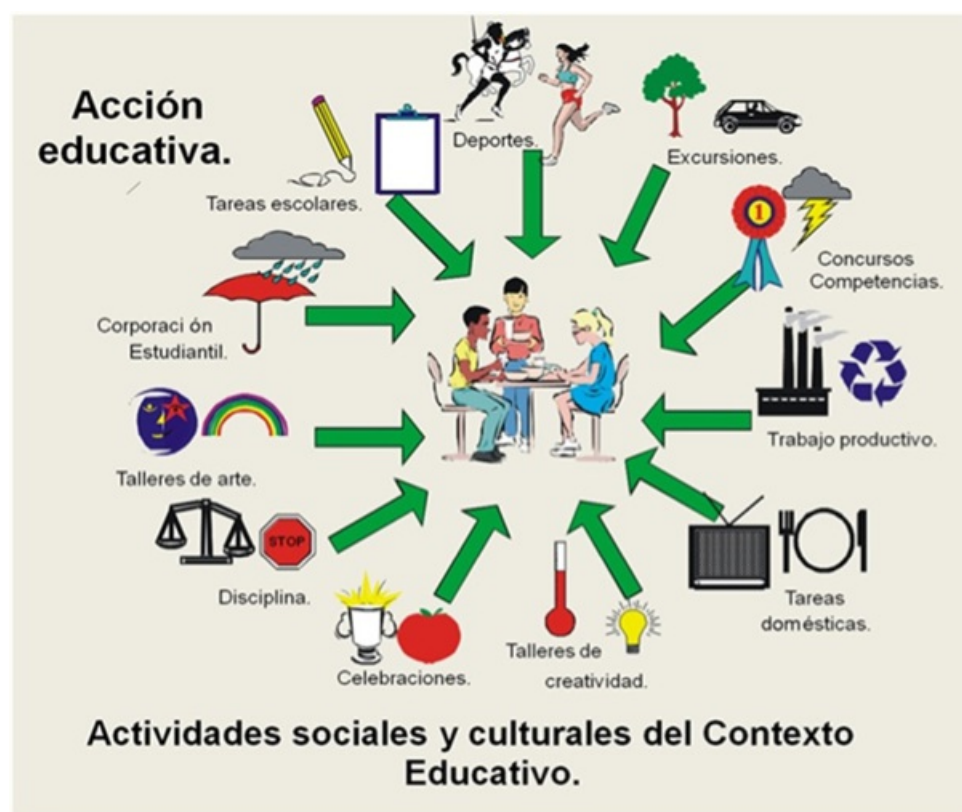 Acción
educativa.
Deportes.
Excursiones.
Tareas escolares.
1
Concursos
Competencias.
Corporaci ón
Estudiantil.
Trabajo productivo.
Talleres de arte.
STOP
Disciplina.
Tareas
domésticas.
Celebraciones.
Talleres de
creatividad.
Actividades sociales y culturales del Contexto
Educativo.